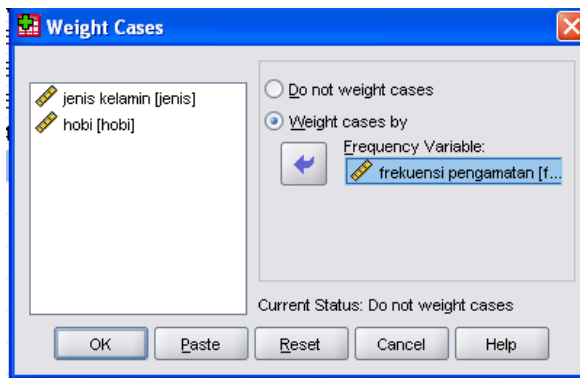 Weight Cases
jenis kelamin [jenis]
hobi [hobi]
Do not weight cases
Weight cases by
Frequency Variable:
frekuensi pengamatan [f...
Current Status: Do not weight cases
OK
Paste
Reset
Cancel
Help